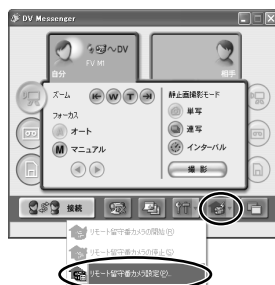 DV Messenger
〜DV
FV M1
自分
相手
ズーム
W T
フォーカス
オート
M マニュアル
静止画撮影モード
単写
連写
インターバル
撮 影
接続
リモート留守番カメラの開始(R)
リモート留守番カメラの停止(S)
リモート留守番カメラ設定(P)...